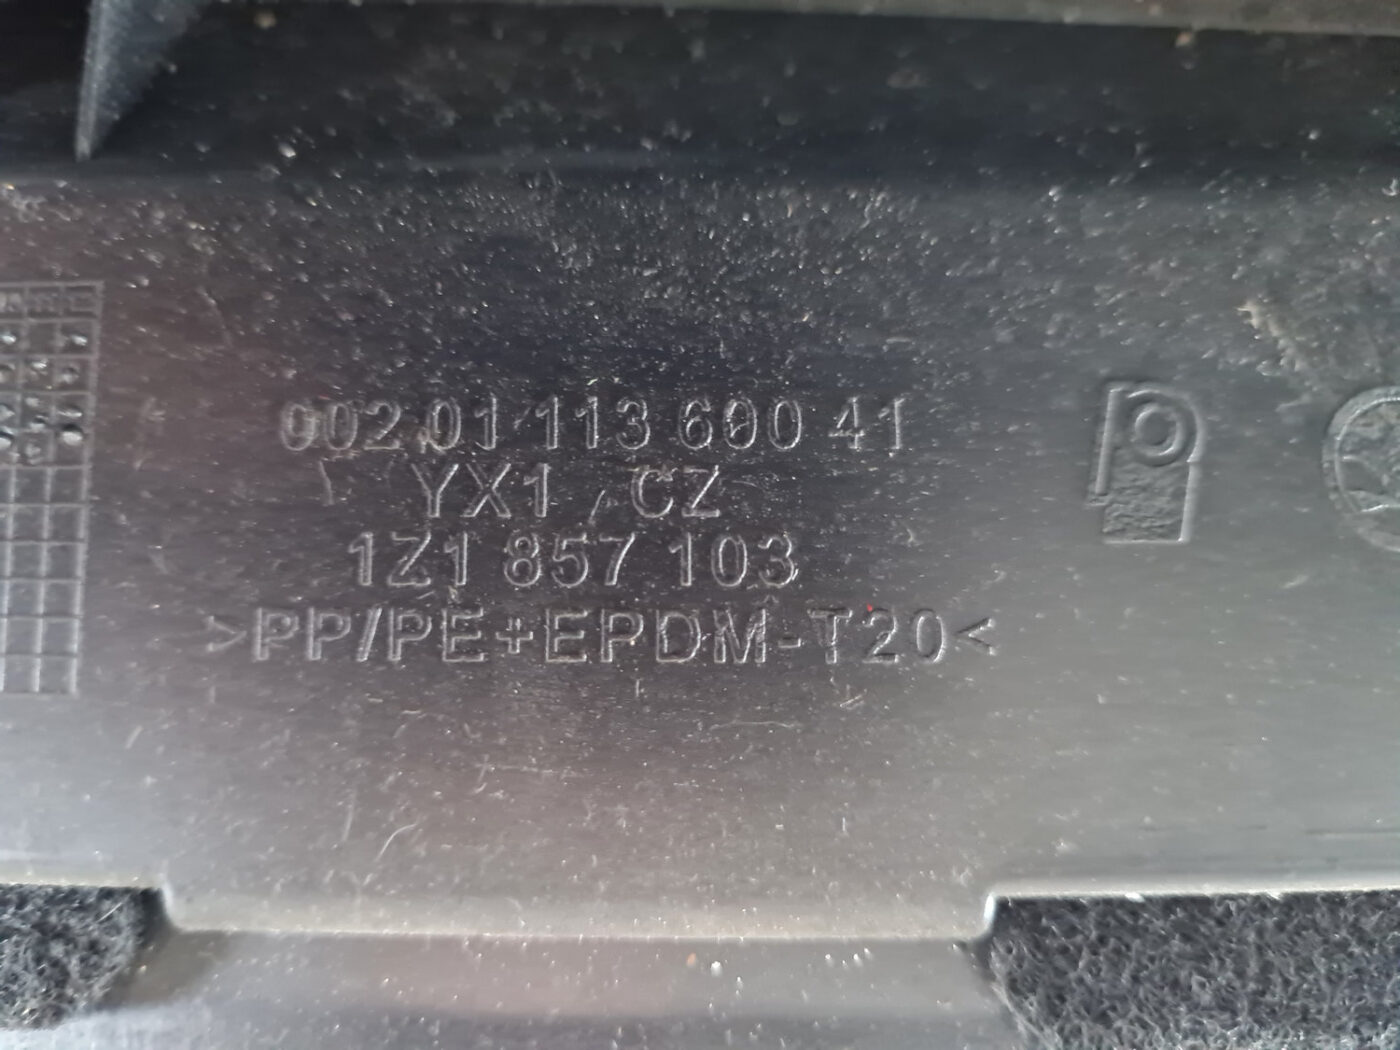 002 01 113 600 41
YX1 CZ
1Z1 857 103
>PP/PE+EPDM-T20<